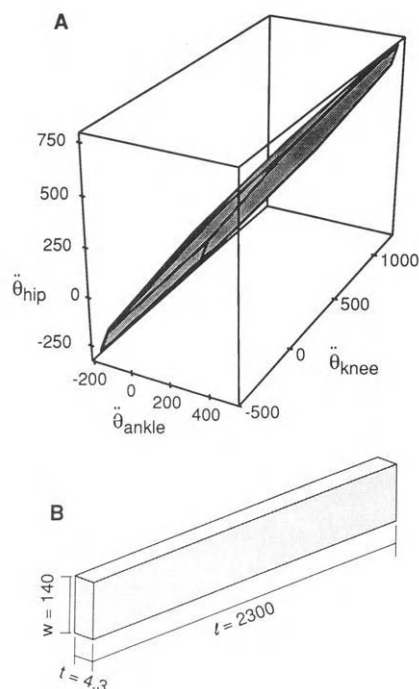 A
750
500
250
0
-250
θ̈hip
-200
0
200
400
θ̈ankle
-500
0
500
1000
θ̈knee
B
w = 140
t = 4.3
ℓ = 2300